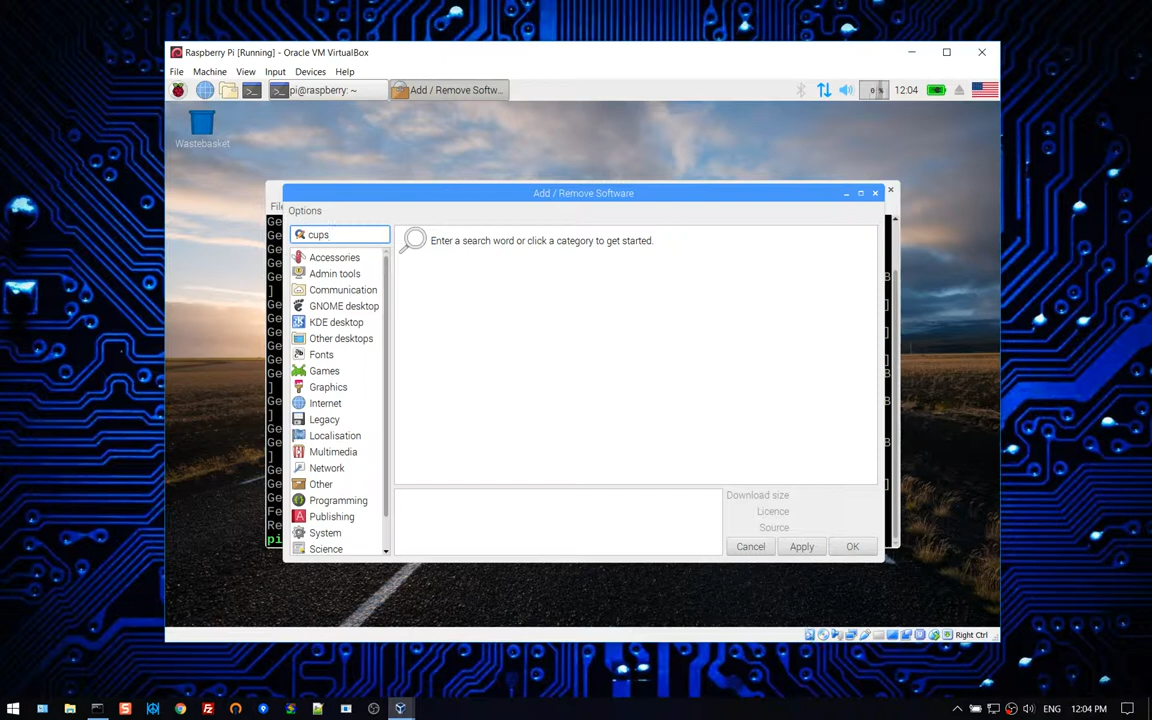 Raspberry Pi [Running] - Oracle VM VirtualBox
File Machine View Input Devices Help
pi@raspberry: ~
Add / Remove Softw...
0 %
12:04
Wastebasket
Add / Remove Software
Options
cups
Enter a search word or click a category to get started.
Accessories
Admin tools
Communication
GNOME desktop
KDE desktop
Other desktops
Fonts
Games
Graphics
Internet
Legacy
Localisation
Multimedia
Network
Other
Programming
Publishing
System
Science
Download size
Licence
Source
Cancel Apply OK
Right Ctrl
ENG 12:04 PM